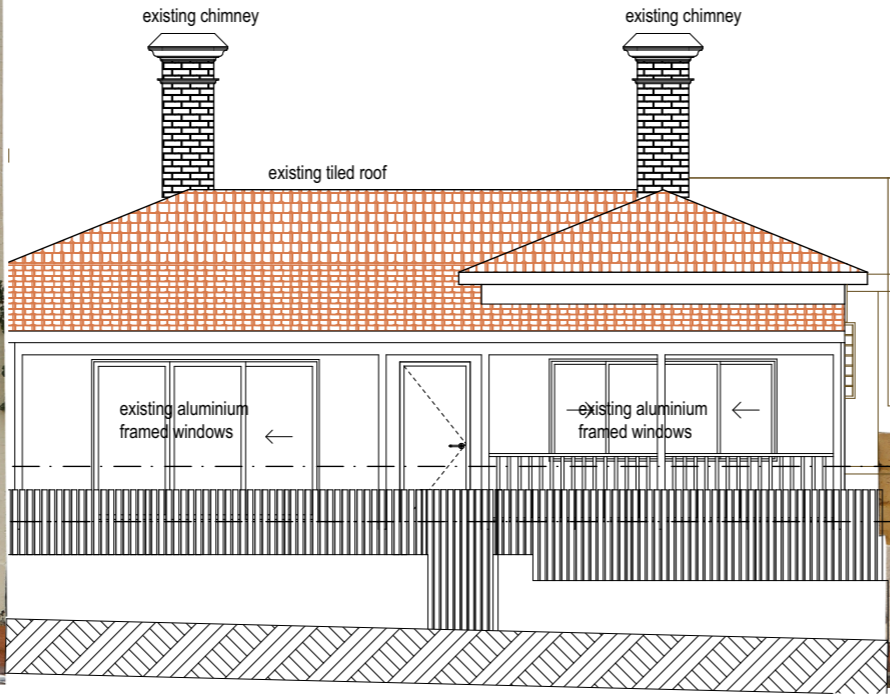 existing chimney
existing chimney
existing tiled roof
existing aluminium
framed windows
existing aluminium
framed windows